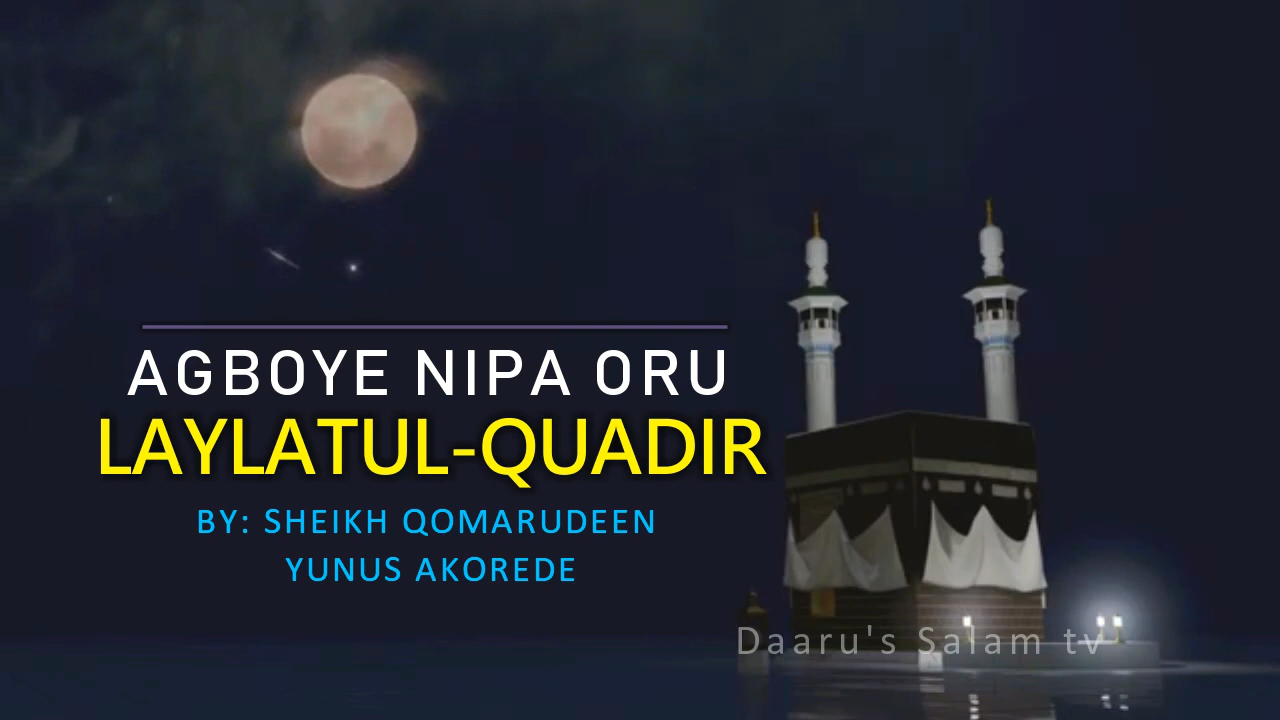 AGBOYE NIPA ORU
LAYLATUL-QUADIR
BY: SHEIKH QOMARUDEEN
YUNUS AKOREDE
Daaru's Salam tv